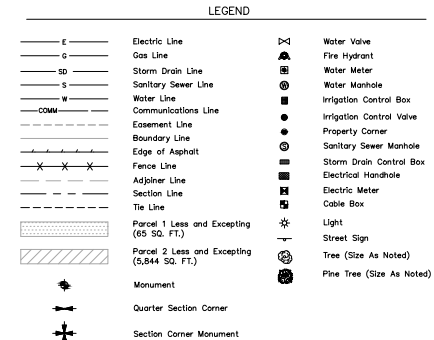 LEGEND
E Electric Line
G Gas Line
SD Storm Drain Line
S Sanitary Sewer Line
W Water Line
COMM Communications Line
Easement Line
Boundary Line
Edge of Asphalt
X X X Fence Line
Adjoiner Line
Section Line
Tie Line
Parcel 1 Less and Excepting
(65 SQ. FT.)
Parcel 2 Less and Excepting
(5,844 SQ. FT.)
Monument
Quarter Section Corner
Section Corner Monument
Water Valve
Fire Hydrant
Water Meter
W Water Manhole
Irrigation Control Box
Irrigation Control Valve
Property Corner
S Sanitary Sewer Manhole
Storm Drain Control Box
Electrical Handhole
Electric Meter
Cable Box
Light
Street Sign
Tree (Size As Noted)
Pine Tree (Size As Noted)